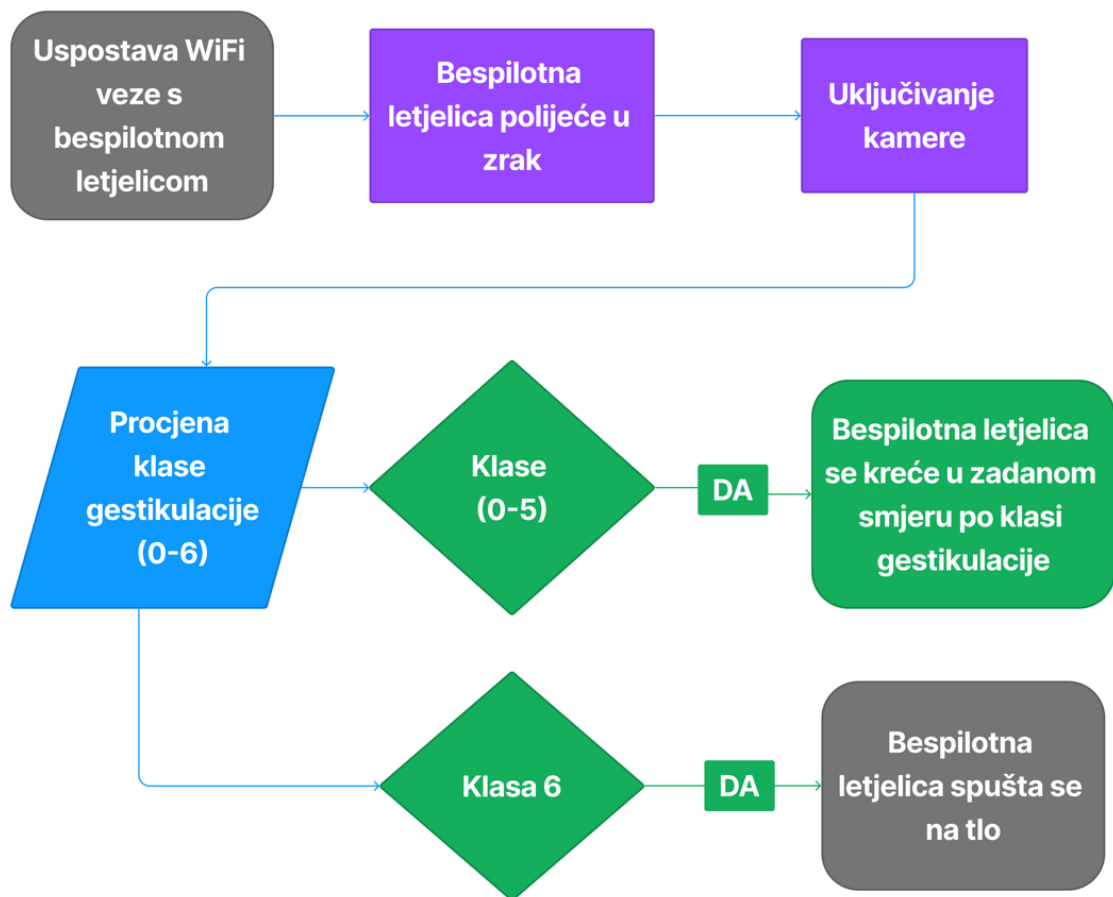 Uspostava WiFi
veze s
bespilotnom
letjelicom
Bespilotna
letjelica polijeće u
zrak
Uključivanje
kamere
Procjena
klase
gestikulacije
(0-6)
Klase
(0-5)
DA
Bespilotna letjelica
se kreće u zadanom
smjeru po klasi
gestikulacije
Klasa 6
DA
Bespilotna
letjelica spušta se
na tlo